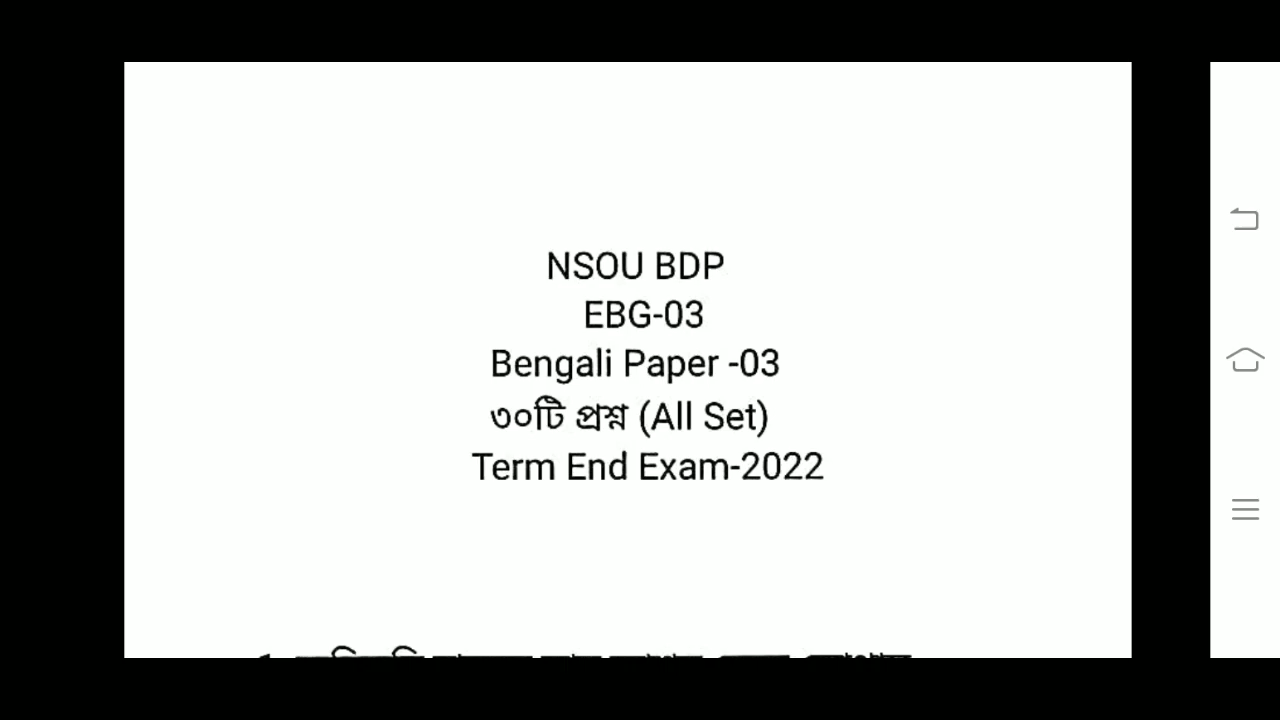 NSOU BDP
EBG-03
Bengali Paper -03
৩০টি প্রশ্ন (All Set)
Term End Exam-2022